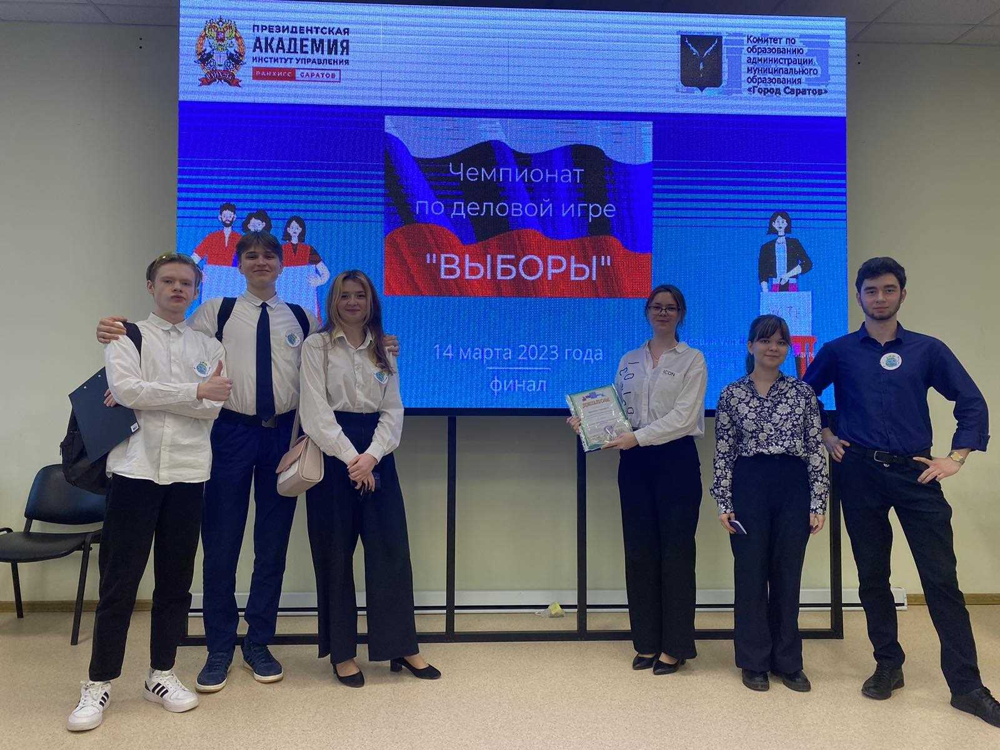 ПРЕЗИДЕНТСКАЯ
АКАДЕМИЯ
ИНСТИТУТ УПРАВЛЕНИЯ
РАНХИГС САРАТОВ
Комитет по
образованию
администрации
муниципального
образования
«Город Саратов»
Чемпионат
по деловой игре
"ВЫБОРЫ"
14 марта 2023 года
финал
ICON
ДИПЛОМ